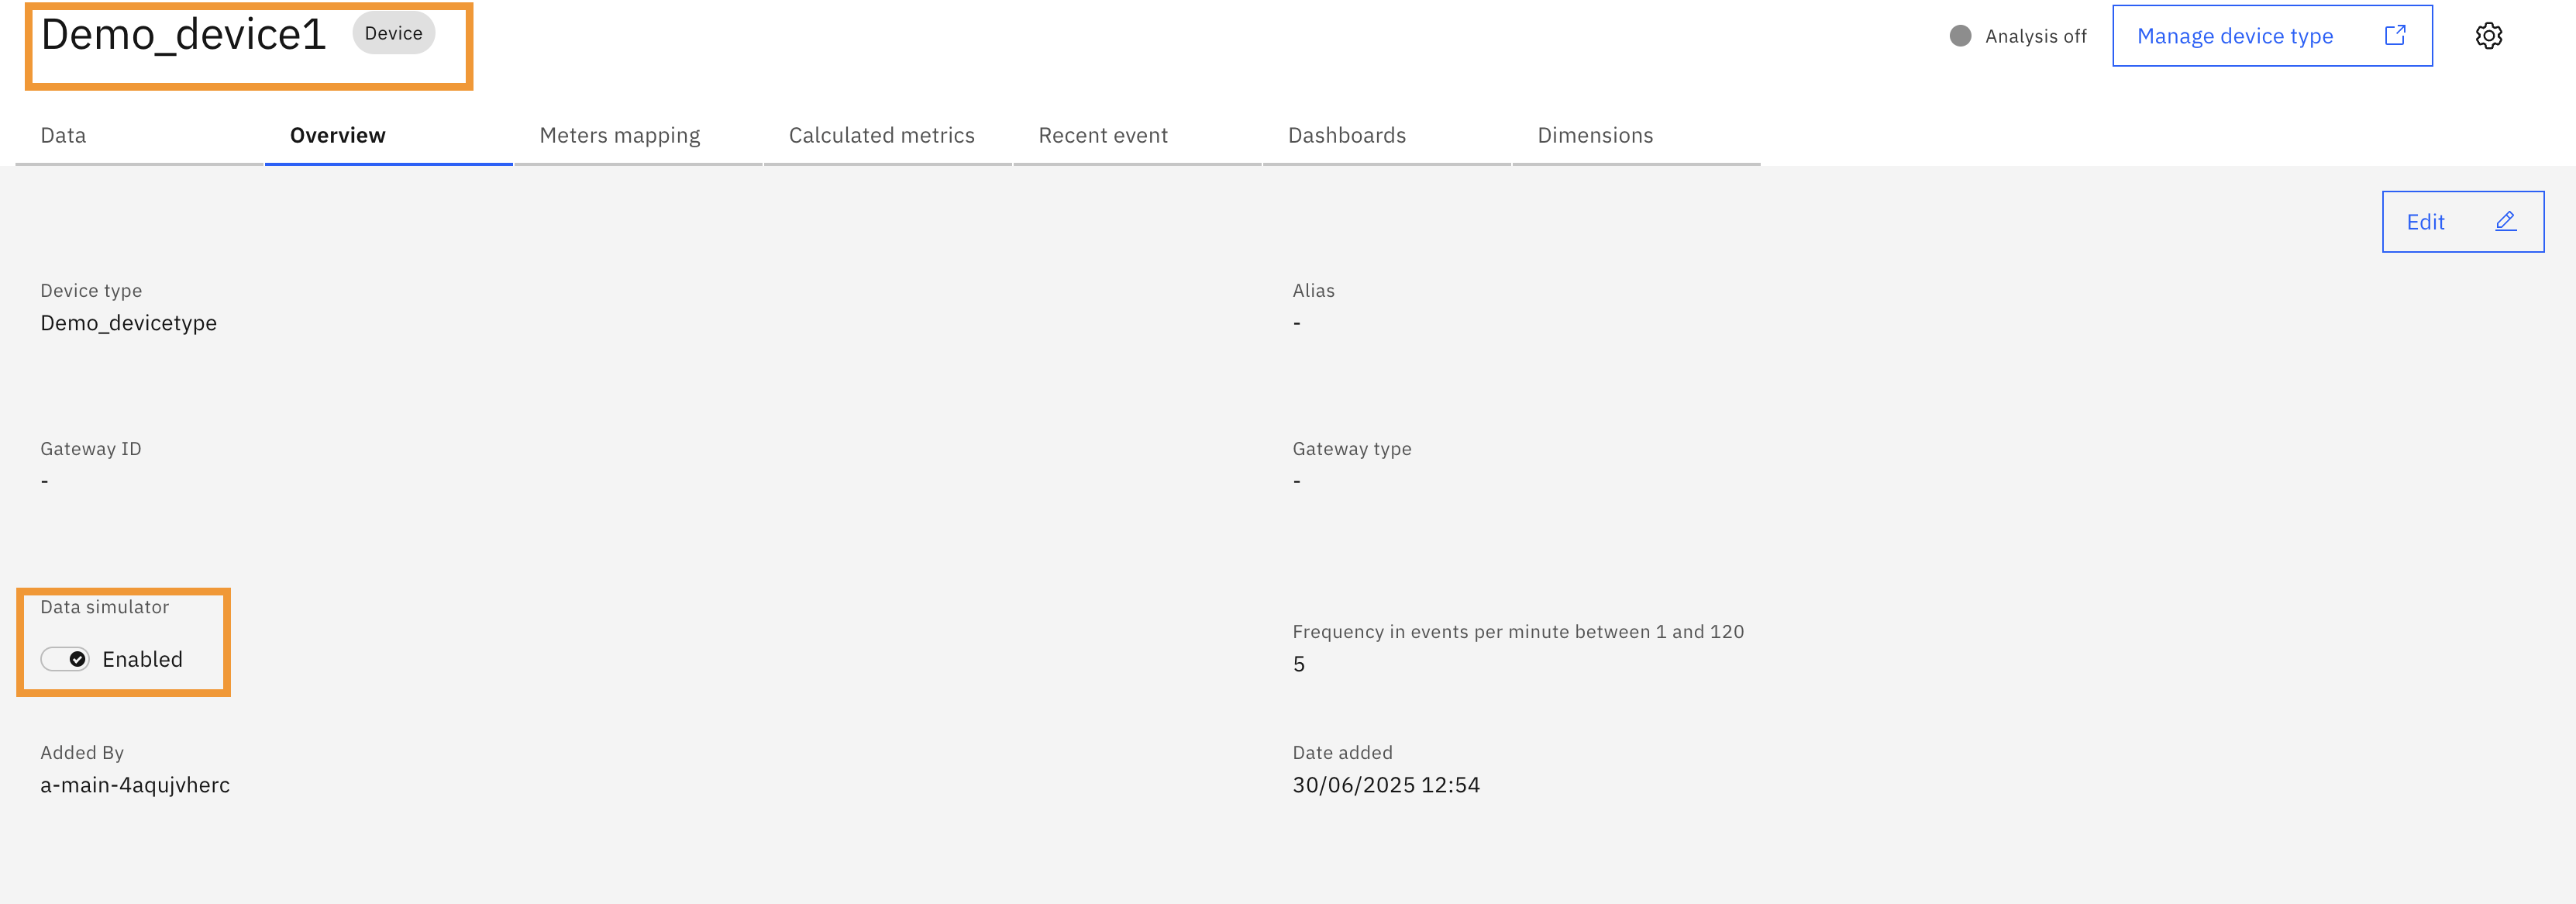 Demo_device1 Device Analysis off Manage device type
Data Overview Meters mapping Calculated metrics Recent event Dashboards Dimensions
Edit
Device type
Demo_devicetype
Alias
-
Gateway ID
-
Gateway type
-
Data simulator
Enabled
Frequency in events per minute between 1 and 120
5
Added By
a-main-4aqujvherc
Date added
30/06/2025 12:54